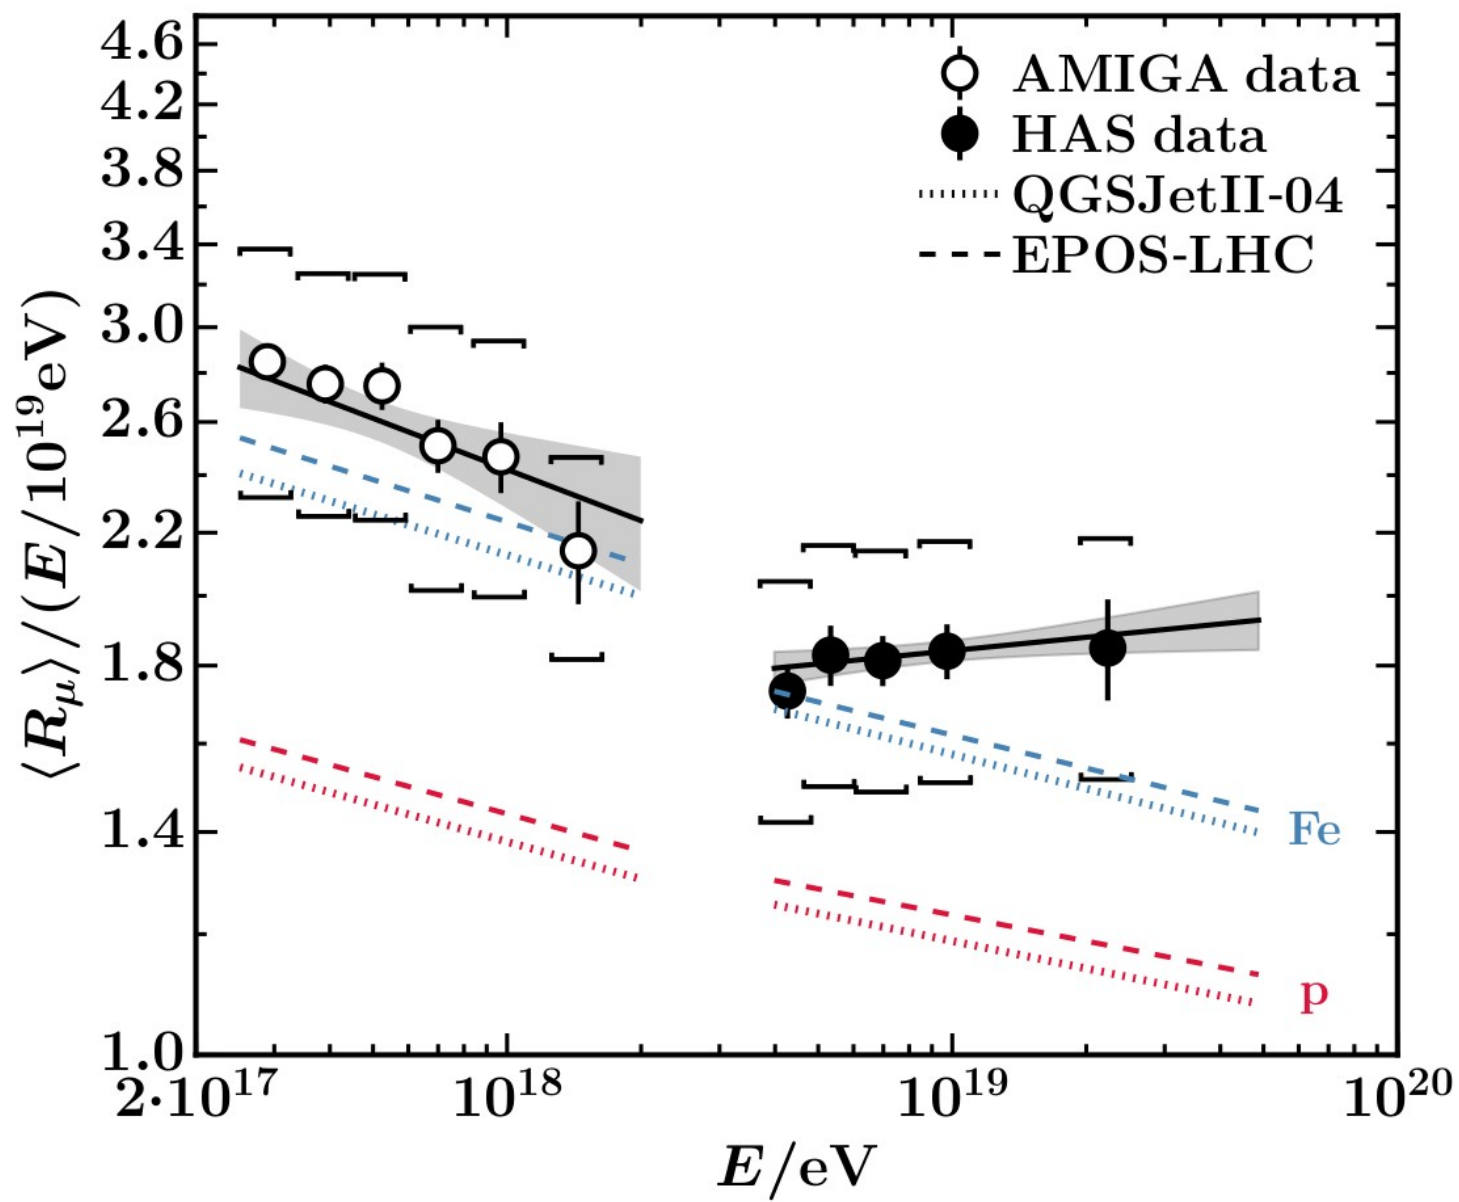 4.6
4.2
3.8
3.4
3.0
2.6
2.2
1.8
1.4
1.0
⟨Rμ⟩/(E/10¹⁹eV)
AMIGA data
HAS data
QGSJetII-04
EPOS-LHC
Fe
p
2·10¹⁷ 10¹⁸ 10¹⁹ 10²⁰
E/eV